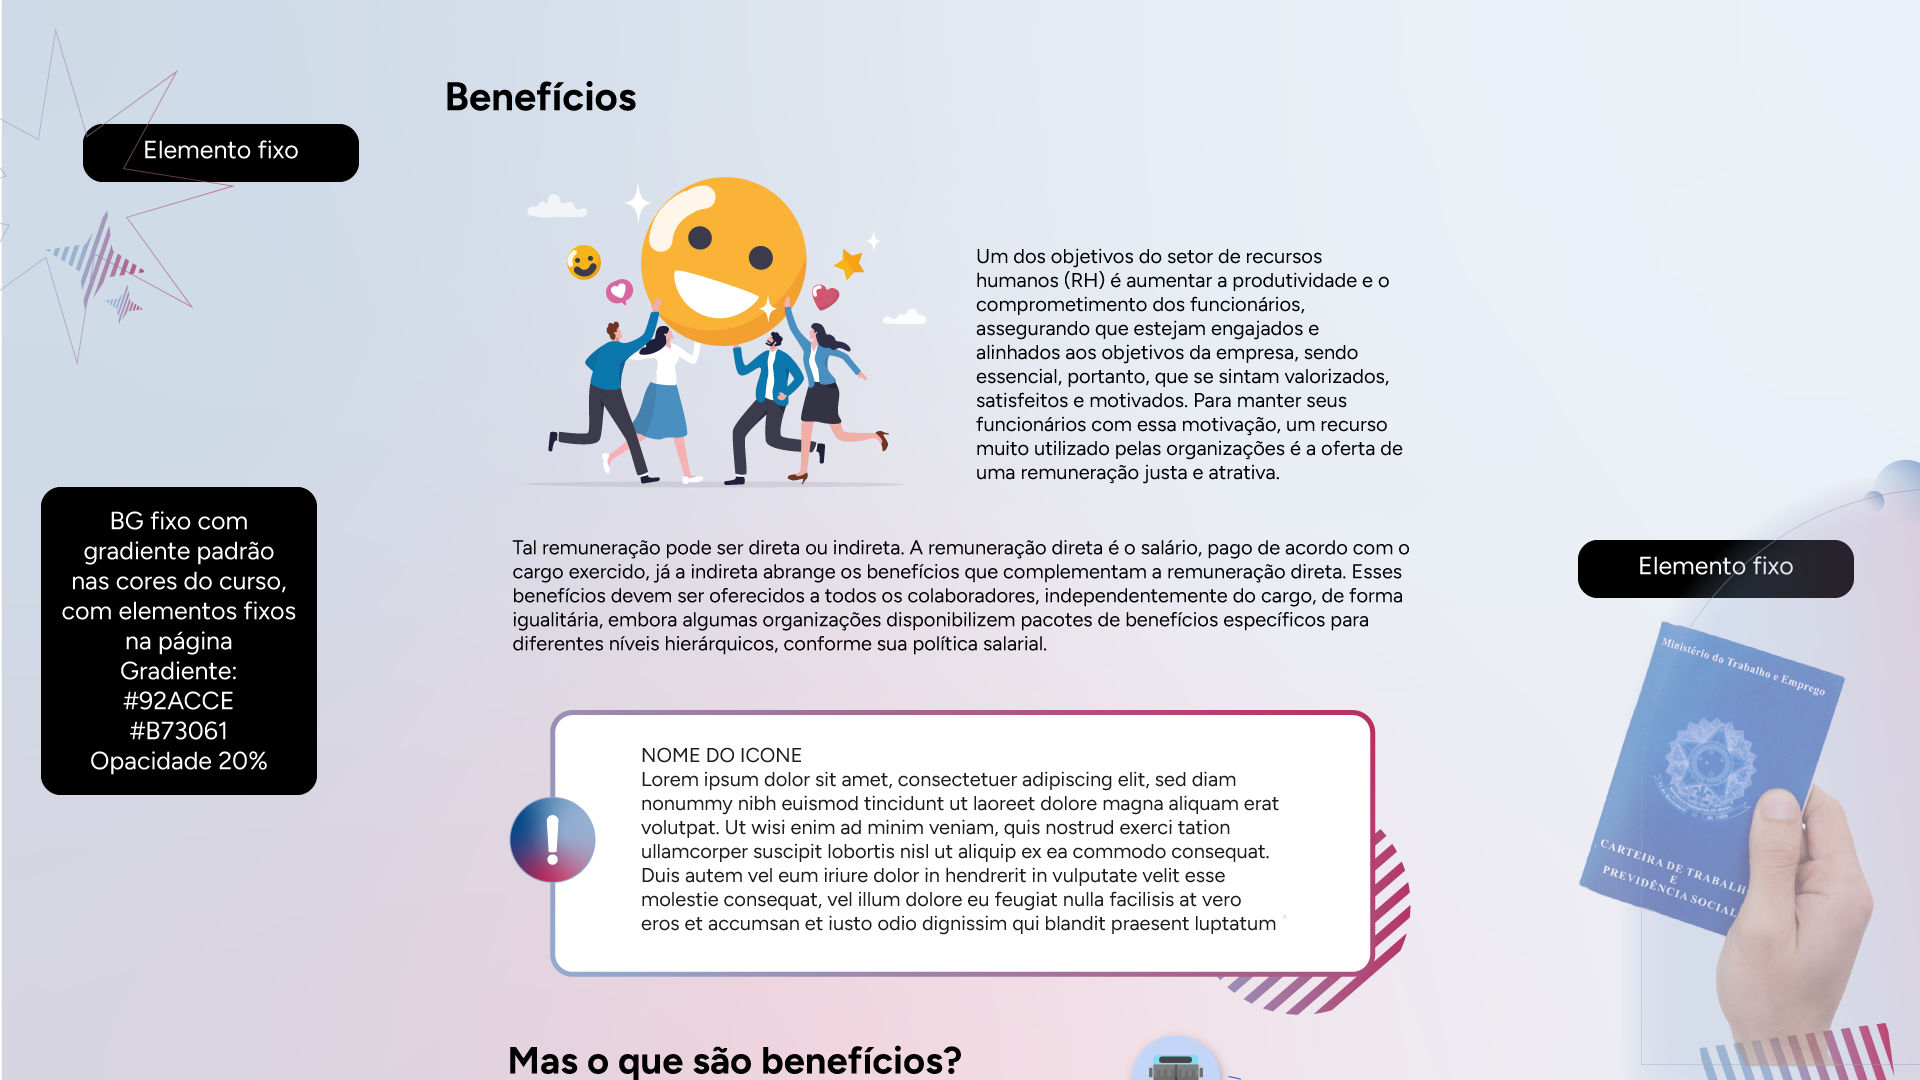 Benefícios
Elemento fixo
Um dos objetivos do setor de recursos
humanos (RH) é aumentar a produtividade e o
comprometimento dos funcionários,
assegurando que estejam engajados e
alinhados aos objetivos da empresa, sendo
essencial, portanto, que se sintam valorizados,
satisfeitos e motivados. Para manter seus
funcionários com essa motivação, um recurso
muito utilizado pelas organizações é a oferta de
uma remuneração justa e atrativa.
BG fixo com
gradiente padrão
nas cores do curso,
com elementos fixos
na página
Gradiente:
#92ACCE
#B73061
Opacidade 20%
Tal remuneração pode ser direta ou indireta. A remuneração direta é o salário, pago de acordo com o
cargo exercido, já a indireta abrange os benefícios que complementam a remuneração direta. Esses
benefícios devem ser oferecidos a todos os colaboradores, independentemente do cargo, de forma
igualitária, embora algumas organizações disponibilizem pacotes de benefícios específicos para
diferentes níveis hierárquicos, conforme sua política salarial.
Elemento fixo
Ministério do Trabalho e Emprego
CARTEIRA DE TRABALH
E
PREVIDÊNCIA SOCIAL
NOME DO ICONE
Lorem ipsum dolor sit amet, consectetuer adipiscing elit, sed diam
nonummy nibh euismod tincidunt ut laoreet dolore magna aliquam erat
volutpat. Ut wisi enim ad minim veniam, quis nostrud exerci tation
ullamcorper suscipit lobortis nisl ut aliquip ex ea commodo consequat.
Duis autem vel eum iriure dolor in hendrerit in vulputate velit esse
molestie consequat, vel illum dolore eu feugiat nulla facilisis at vero
eros et accumsan et iusto odio dignissim qui blandit praesent luptatum
Mas o que são benefícios?